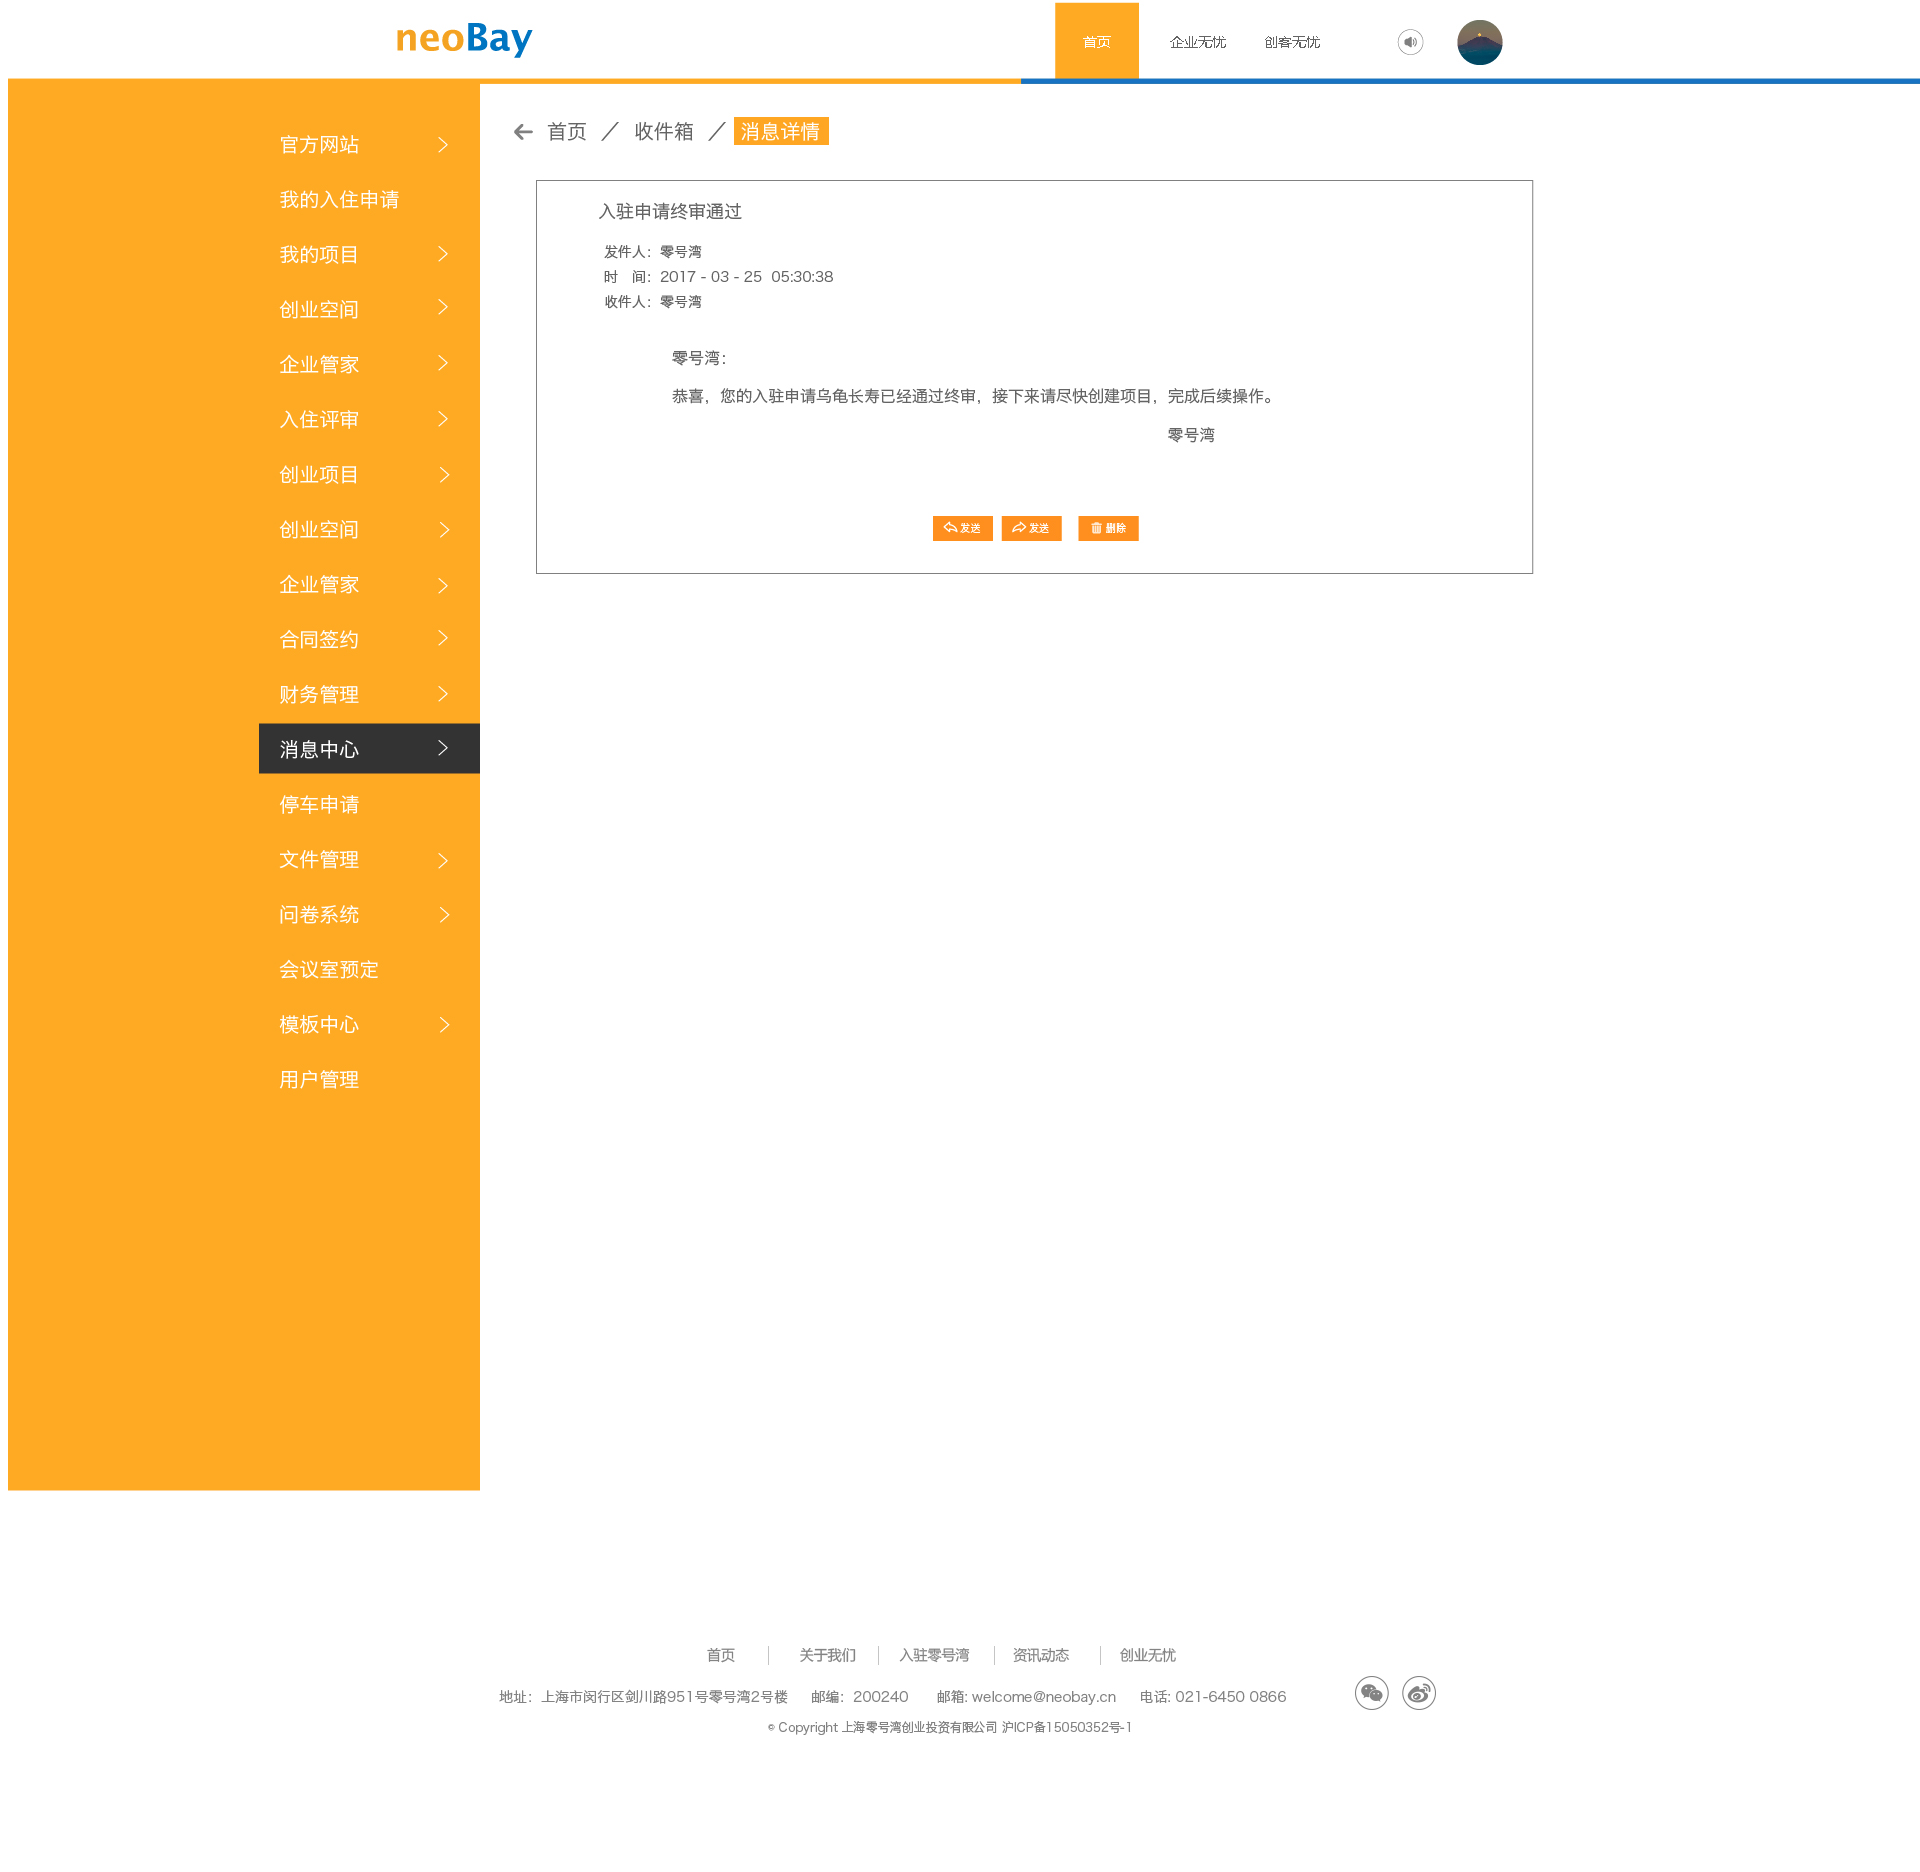 neoBay
首页 企业无忧 创客无忧
首页 ／ 收件箱 ／ 消息详情
官方网站
我的入住申请
我的项目
创业空间
企业管家
入住评审
创业项目
创业空间
企业管家
合同签约
财务管理
消息中心
停车申请
文件管理
问卷系统
会议室预定
模板中心
用户管理
入驻申请终审通过
发件人：零号湾
时　间：2017 - 03 - 25 05:30:38
收件人：零号湾
零号湾：
恭喜，您的入驻申请乌龟长寿已经通过终审，接下来请尽快创建项目，完成后续操作。
零号湾
发送 发送 删除
首页 关于我们 入驻零号湾 资讯动态 创业无忧
地址：上海市闵行区剑川路951号零号湾2号楼 邮编：200240 邮箱: welcome@neobay.cn 电话: 021-6450 0866
© Copyright 上海零号湾创业投资有限公司 沪ICP备15050352号-1